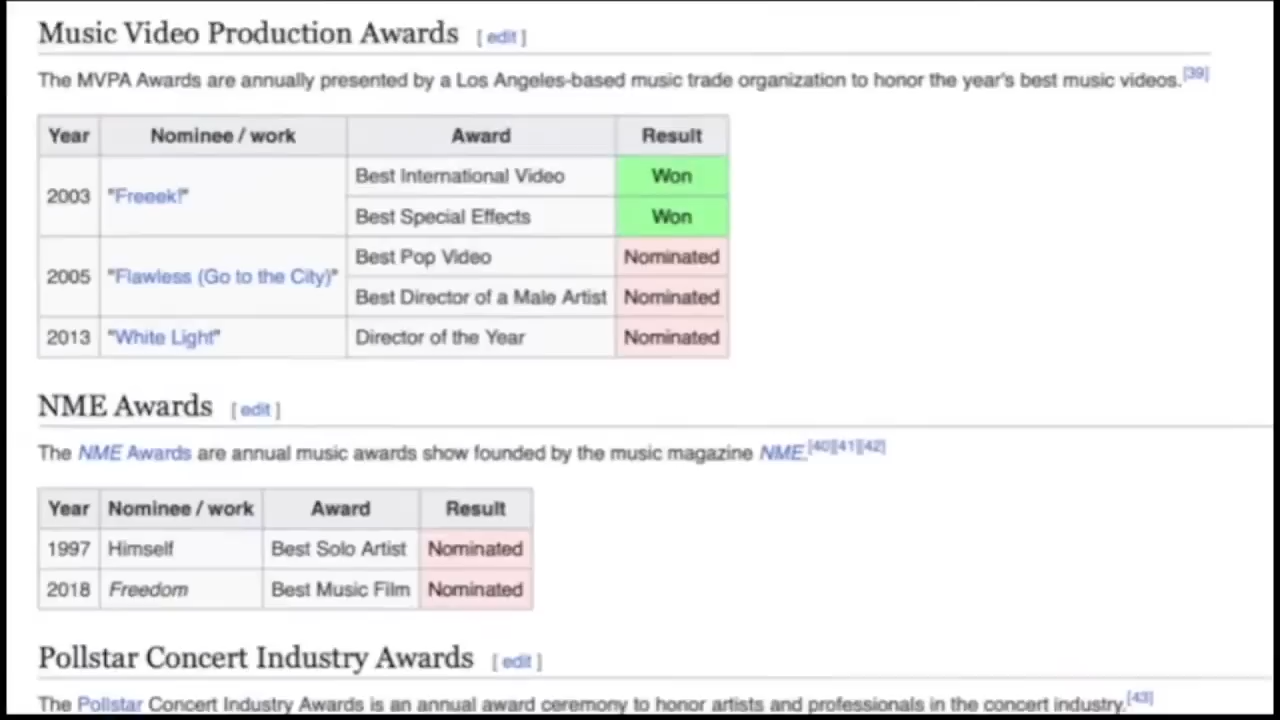 Music Video Production Awards [ edit ]
The MVPA Awards are annually presented by a Los Angeles-based music trade organization to honor the year's best music videos.[39]
Year Nominee / work Award Result
2003 "Freeek!" Best International Video Won
Best Special Effects Won
2005 "Flawless (Go to the City)" Best Pop Video Nominated
Best Director of a Male Artist Nominated
2013 "White Light" Director of the Year Nominated
NME Awards [ edit ]
The NME Awards are annual music awards show founded by the music magazine NME.[40][41][42]
Year Nominee / work Award Result
1997 Himself Best Solo Artist Nominated
2018 Freedom Best Music Film Nominated
Pollstar Concert Industry Awards [ edit ]
The Pollstar Concert Industry Awards is an annual award ceremony to honor artists and professionals in the concert industry.[43]